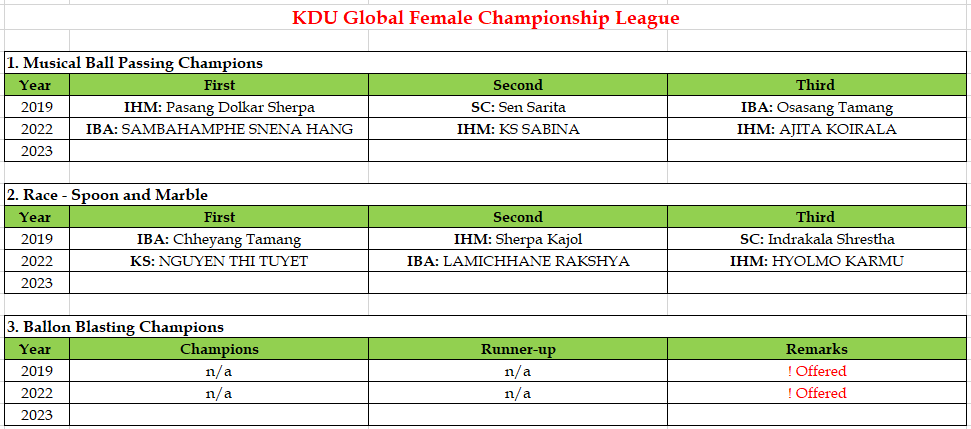 KDU Global Female Championship League
1. Musical Ball Passing Champions
Year First Second Third
2019 IHM: Pasang Dolkar Sherpa SC: Sen Sarita IBA: Osasang Tamang
2022 IBA: SAMBAHAMPHE SNENA HANG IHM: KS SABINA IHM: AJITA KOIRALA
2023
2. Race - Spoon and Marble
Year First Second Third
2019 IBA: Chheyang Tamang IHM: Sherpa Kajol SC: Indrakala Shrestha
2022 KS: NGUYEN THI TUYET IBA: LAMICHHANE RAKSHYA IHM: HYOLMO KARMU
2023
3. Ballon Blasting Champions
Year Champions Runner-up Remarks
2019 n/a n/a ! Offered
2022 n/a n/a ! Offered
2023